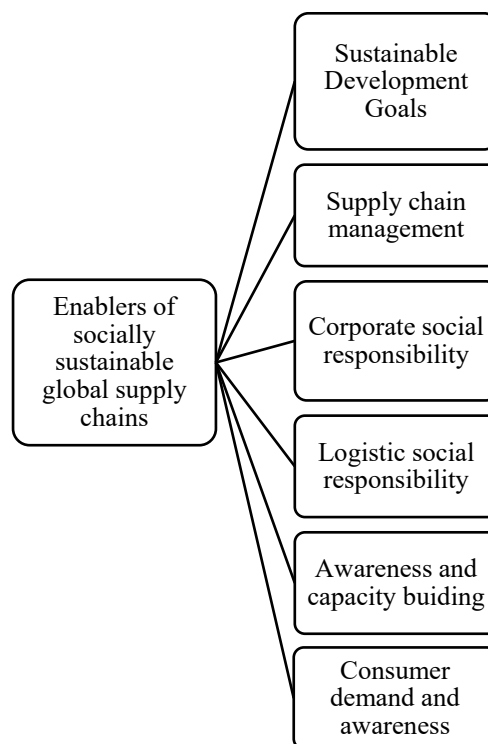 Sustainable
Development
Goals
Supply chain
management
Enablers of
socially
sustainable
global supply
chains
Corporate social
responsibility
Logistic social
responsibility
Awareness and
capacity buiding
Consumer
demand and
awareness